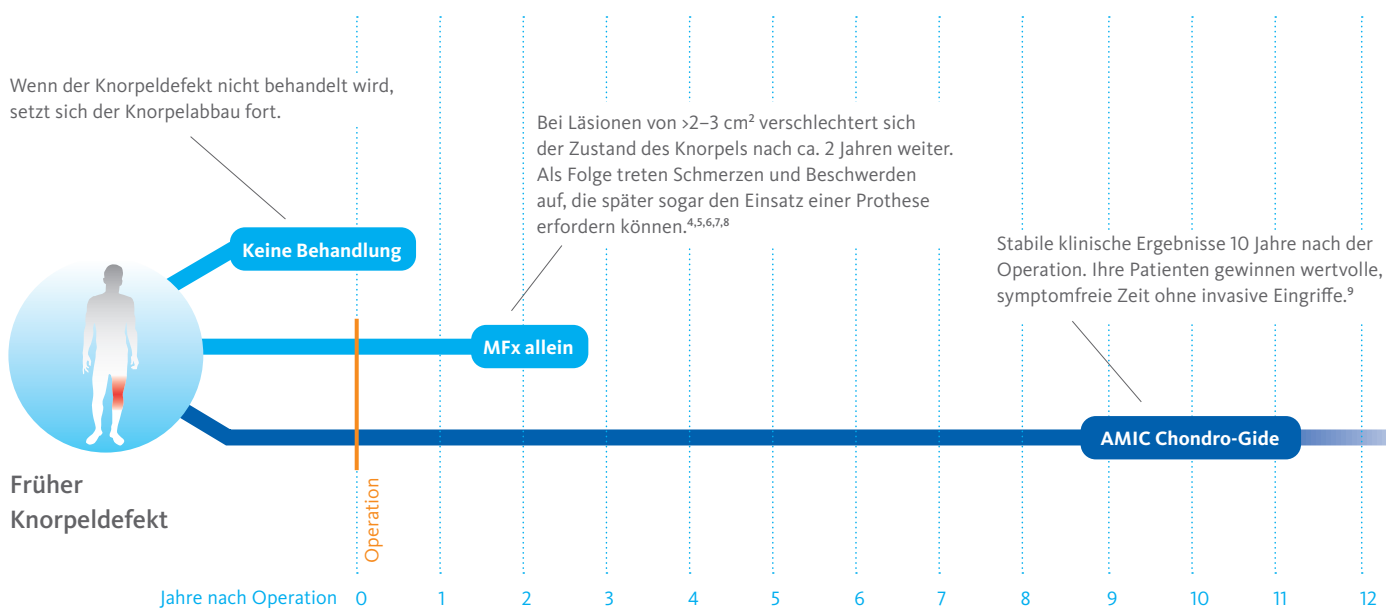 Wenn der Knorpeldefekt nicht behandelt wird,
setzt sich der Knorpelabbau fort.
Bei Läsionen von >2–3 cm² verschlechtert sich
der Zustand des Knorpels nach ca. 2 Jahren weiter.
Als Folge treten Schmerzen und Beschwerden
auf, die später sogar den Einsatz einer Prothese
erfordern können.⁴,⁵,⁶,⁷,⁸
Stabile klinische Ergebnisse 10 Jahre nach der
Operation. Ihre Patienten gewinnen wertvolle,
symptomfreie Zeit ohne invasive Eingriffe.⁹
Keine Behandlung
MFx allein
AMIC Chondro-Gide
Früher
Knorpeldefekt
Operation
Jahre nach Operation 0 1 2 3 4 5 6 7 8 9 10 11 12